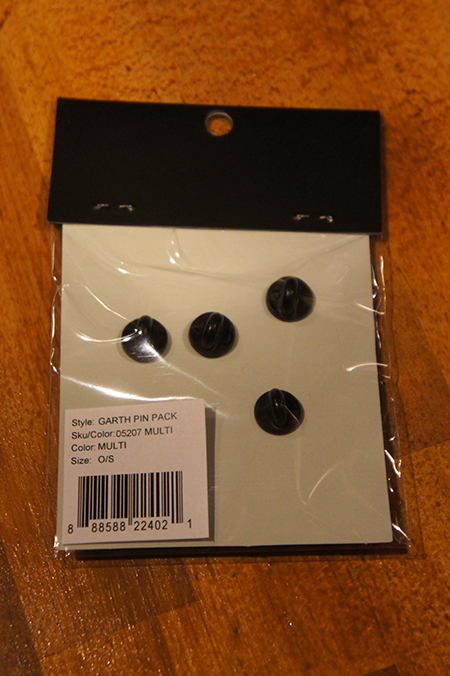 Style: GARTH PIN PACK
Sku/Color: 05207 MULTI
Color: MULTI
Size: O/S
8 88588 22402 1